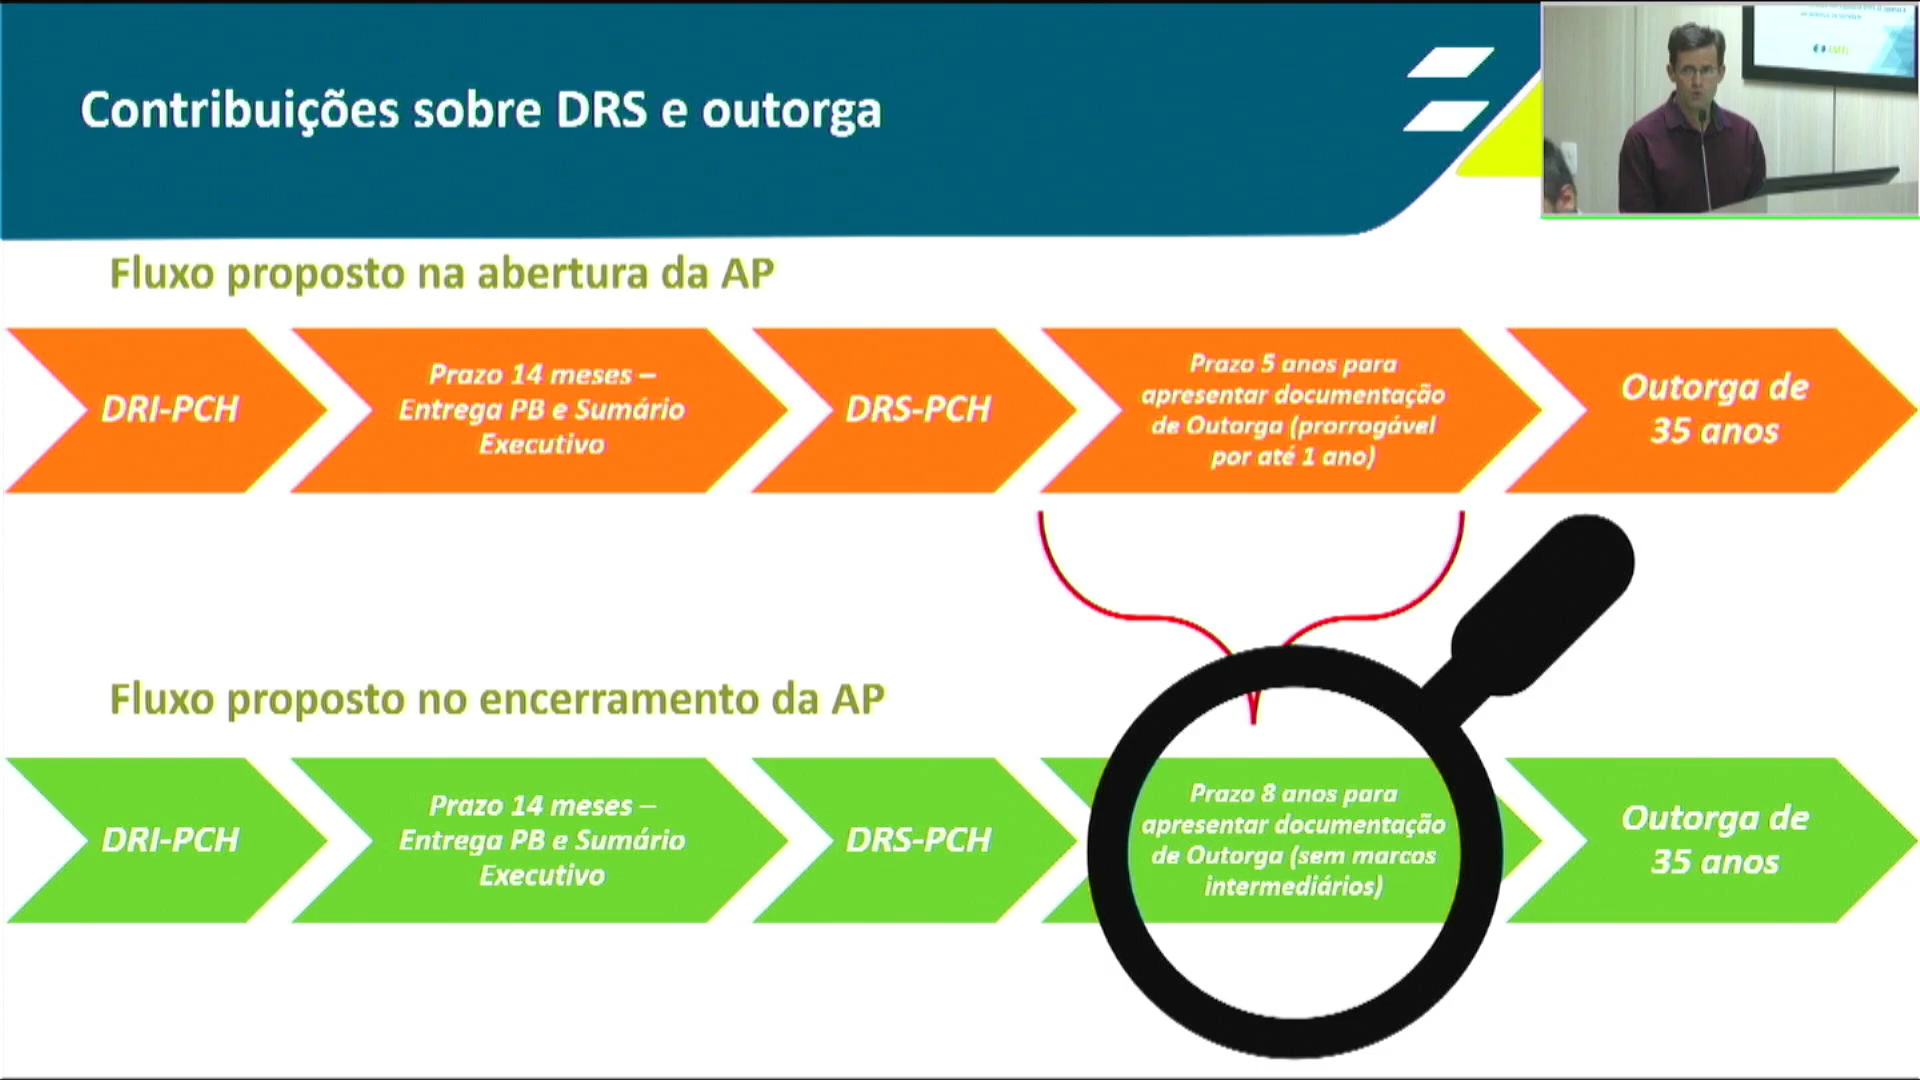 Contribuições sobre DRS e outorga
Fluxo proposto na abertura da AP
DRI-PCH
Prazo 14 meses –
Entrega PB e Sumário
Executivo
DRS-PCH
Prazo 5 anos para
apresentar documentação
de Outorga (prorrogável
por até 1 ano)
Outorga de
35 anos
Fluxo proposto no encerramento da AP
DRI-PCH
Prazo 14 meses –
Entrega PB e Sumário
Executivo
DRS-PCH
Prazo 8 anos para
apresentar documentação
de Outorga (sem marcos
intermediários)
Outorga de
35 anos